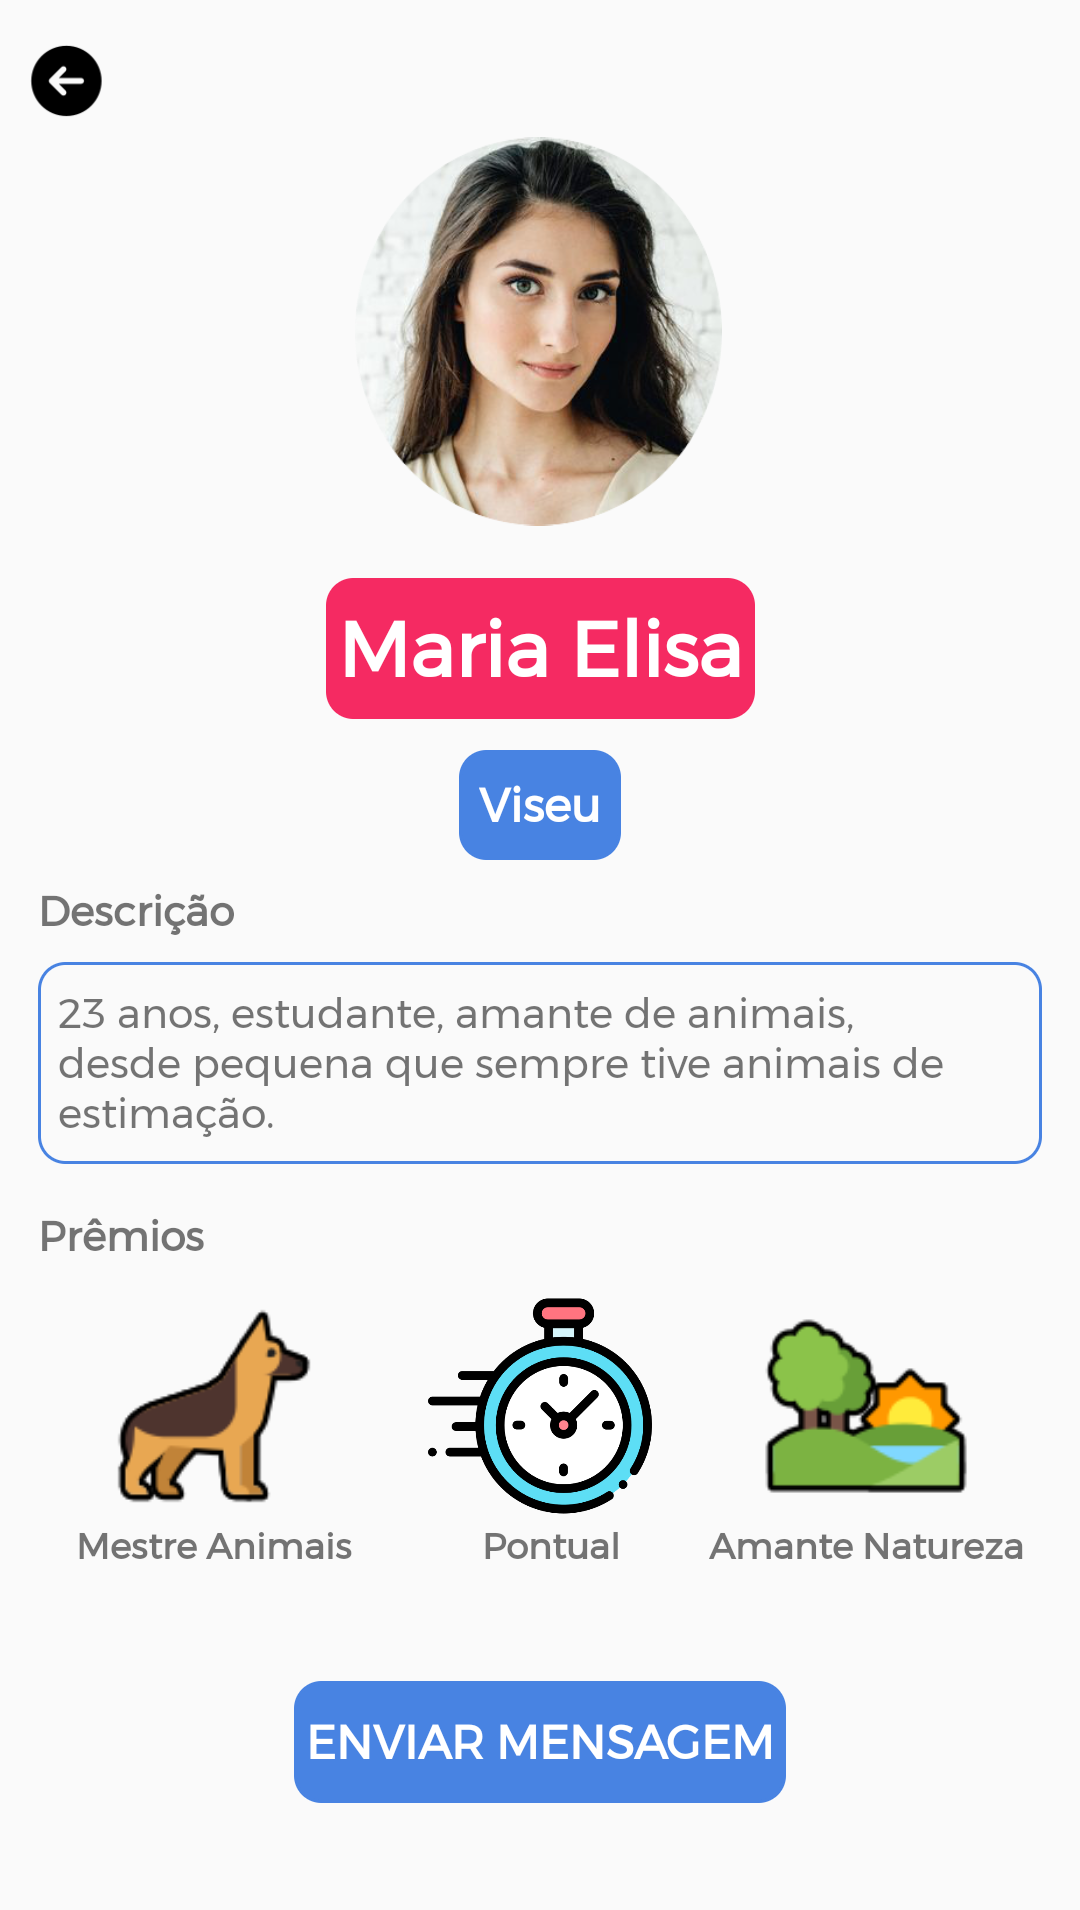 Maria Elisa
Viseu
Descrição
23 anos, estudante, amante de animais,
desde pequena que sempre tive animais de
estimação.
Prêmios
Mestre Animais
Pontual
Amante Natureza
ENVIAR MENSAGEM